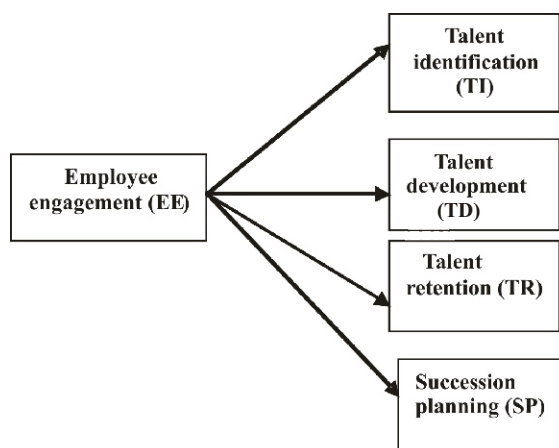 Talent
identification
(TI)
Employee
engagement (EE)
Talent
development
(TD)
Talent
retention (TR)
Succession
planning (SP)